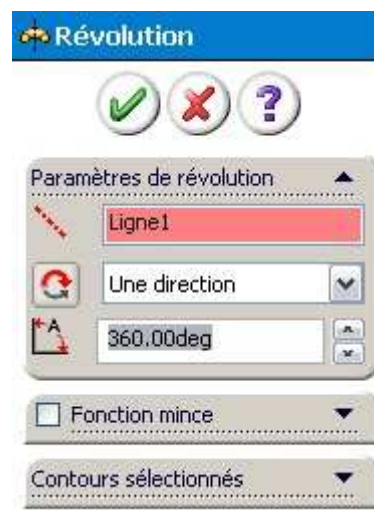 Révolution
?
Paramètres de révolution
Ligne1
Une direction
A
360.00deg
Fonction mince
Contours sélectionnés